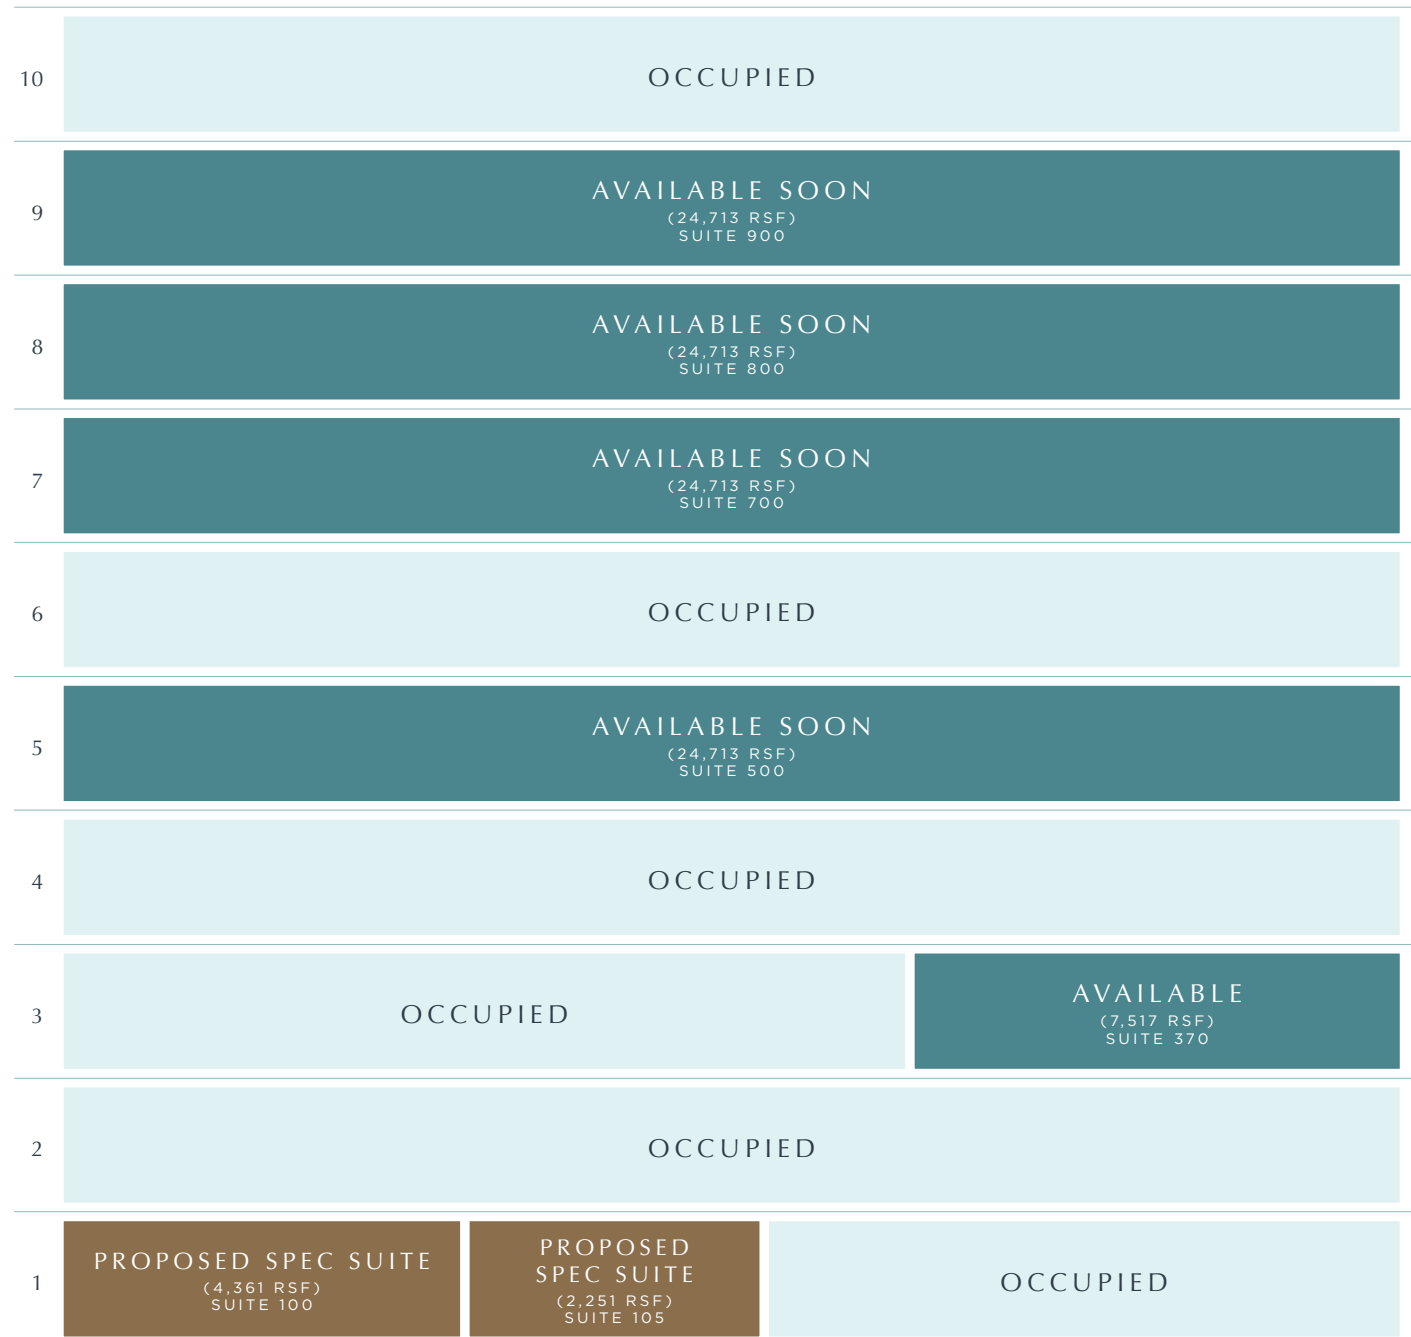 10
OCCUPIED
9
AVAILABLE SOON
(24,713 RSF)
SUITE 900
8
AVAILABLE SOON
(24,713 RSF)
SUITE 800
7
AVAILABLE SOON
(24,713 RSF)
SUITE 700
6
OCCUPIED
5
AVAILABLE SOON
(24,713 RSF)
SUITE 500
4
OCCUPIED
3
OCCUPIED
AVAILABLE
(7,517 RSF)
SUITE 370
2
OCCUPIED
1
PROPOSED SPEC SUITE
(4,361 RSF)
SUITE 100
PROPOSED
SPEC SUITE
(2,251 RSF)
SUITE 105
OCCUPIED